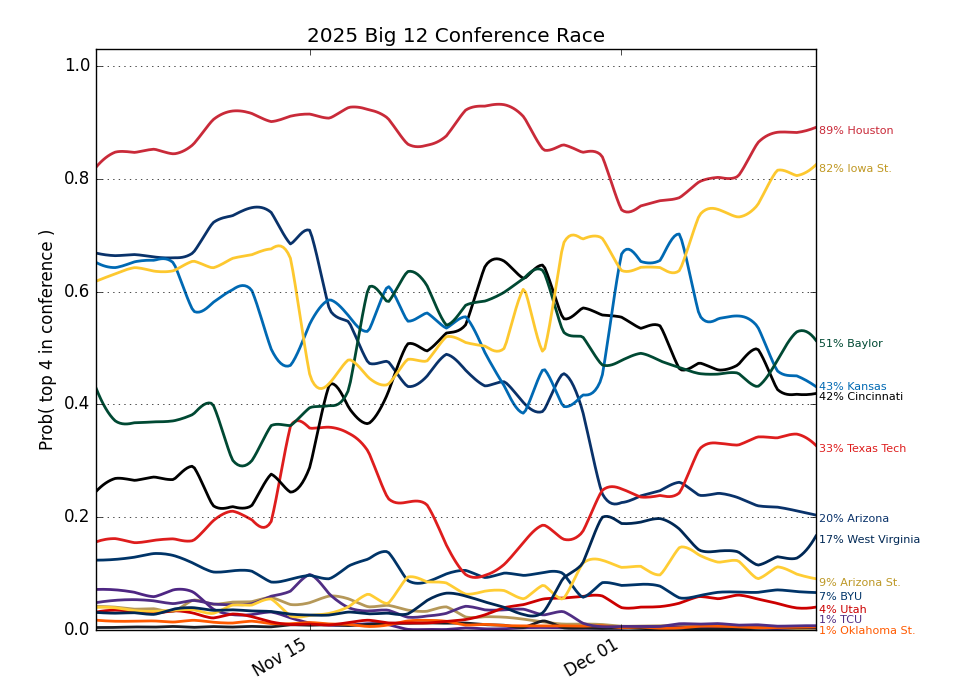 2025 Big 12 Conference Race
Prob( top 4 in conference )
1.0
0.8
0.6
0.4
0.2
0.0
Nov 15
Dec 01
89% Houston
82% Iowa St.
51% Baylor
43% Kansas
42% Cincinnati
33% Texas Tech
20% Arizona
17% West Virginia
9% Arizona St.
7% BYU
4% Utah
1% TCU
1% Oklahoma St.